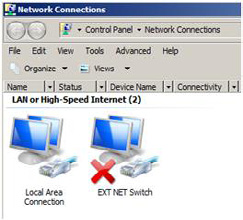 Network Connections
Control Panel Network Connections
File Edit View Tools Advanced Help
Organize Views
Name Status Device Name Connectivity
LAN or High-Speed Internet (2)
Local Area Connection
EXT NET Switch